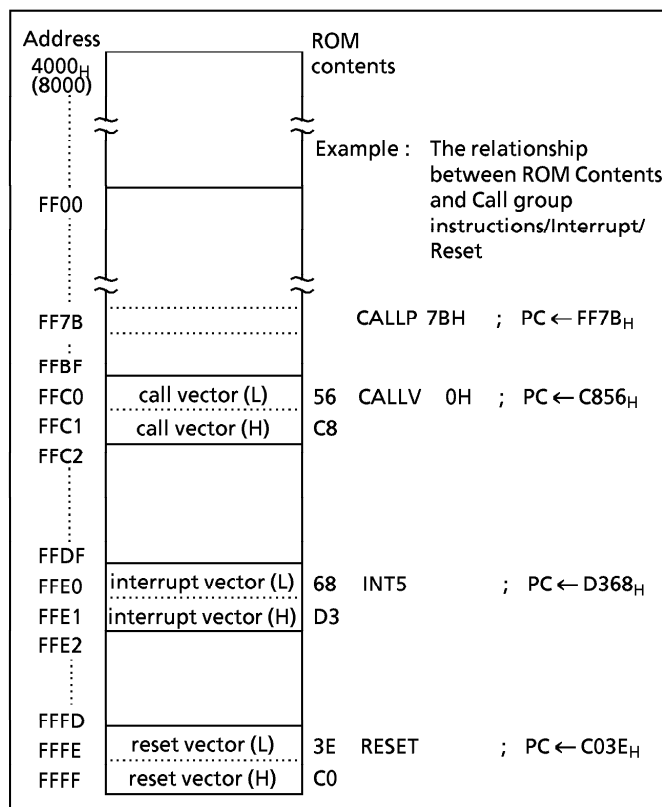 Address ROM
4000H contents
(8000)
Example : The relationship
between ROM Contents
FF00 and Call group
instructions/Interrupt/
Reset
FF7B CALLP 7BH ; PC ← FF7BH
FFBF
FFC0 call vector (L) 56 CALLV 0H ; PC ← C856H
FFC1 call vector (H) C8
FFC2
FFDF
FFE0 interrupt vector (L) 68 INT5 ; PC ← D368H
FFE1 interrupt vector (H) D3
FFE2
FFFD
FFFE reset vector (L) 3E RESET ; PC ← C03EH
FFFF reset vector (H) C0